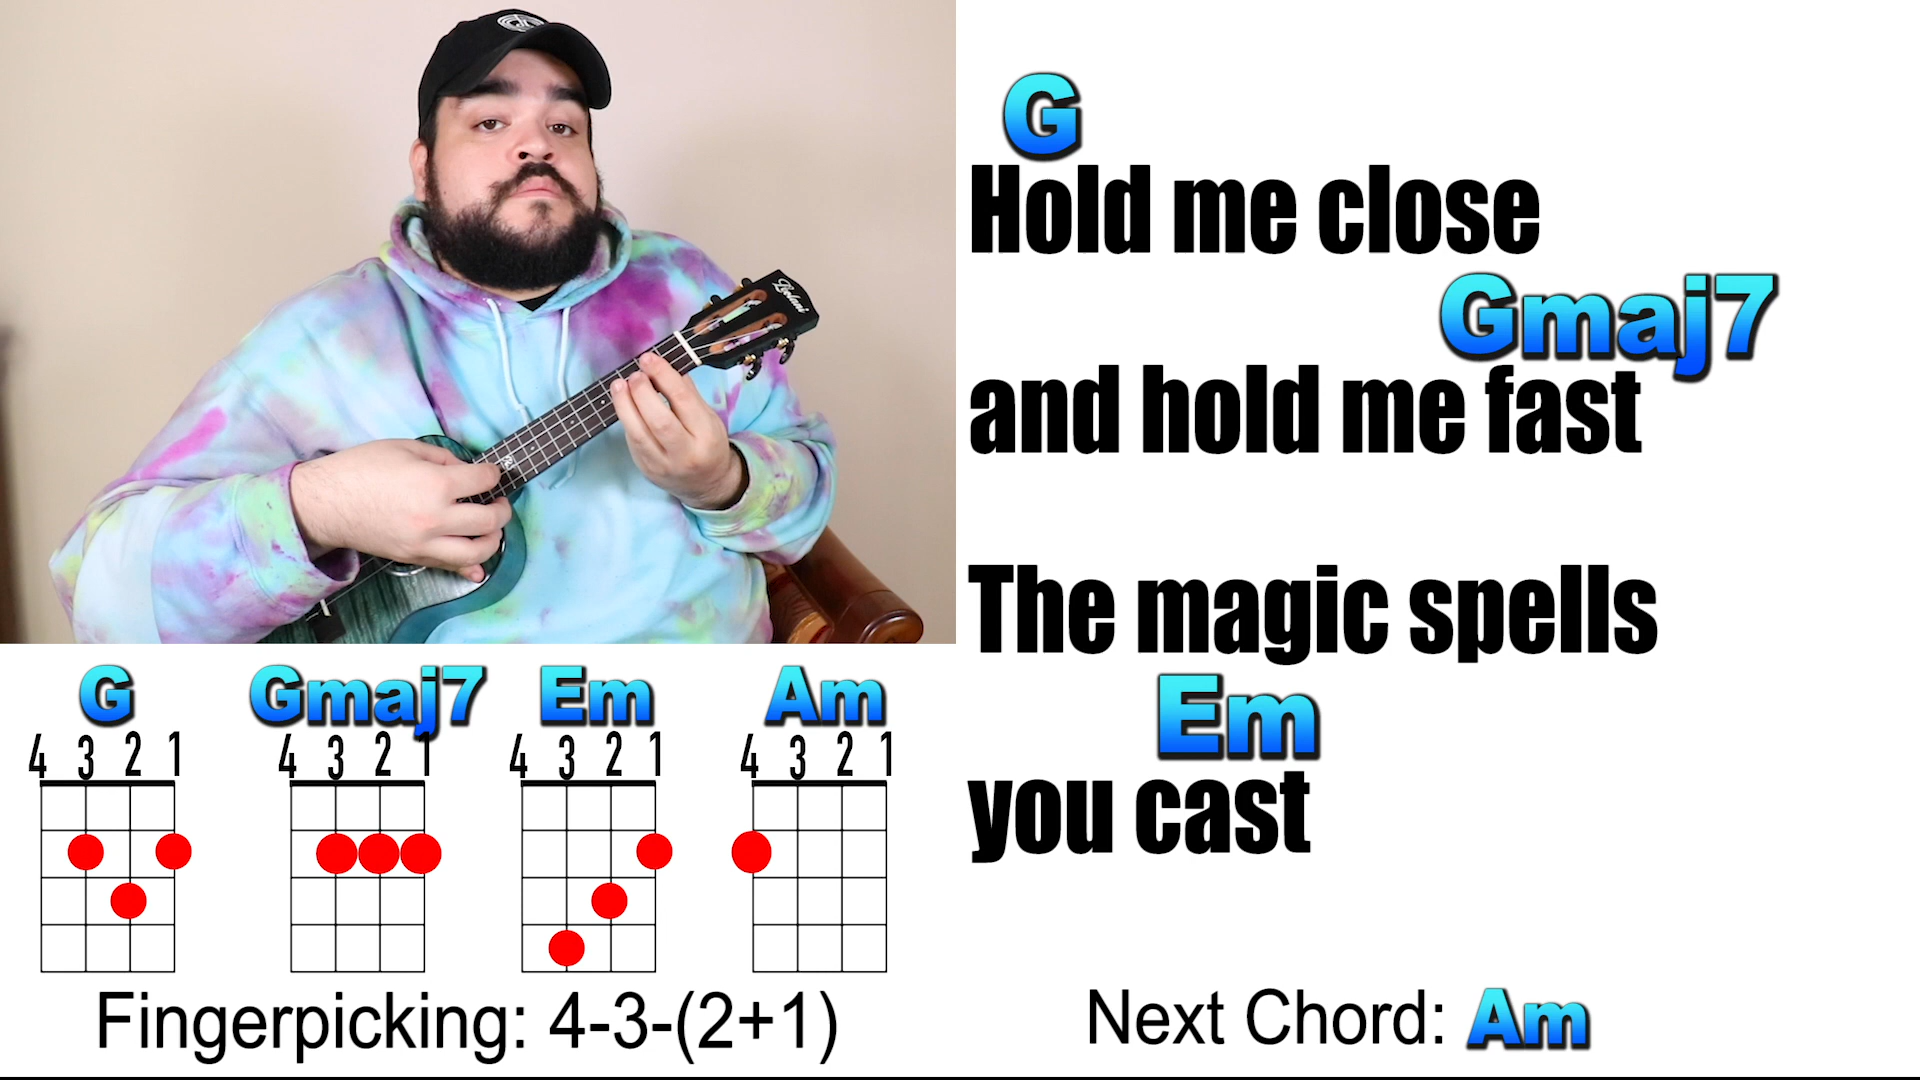 Leolani
G
Hold me close
Gmaj7
and hold me fast
The magic spells
Em
you cast
G Gmaj7 Em Am
4 3 2 1 4 3 2 1 4 3 2 1 4 3 2 1
Fingerpicking: 4-3-(2+1)
Next Chord: Am